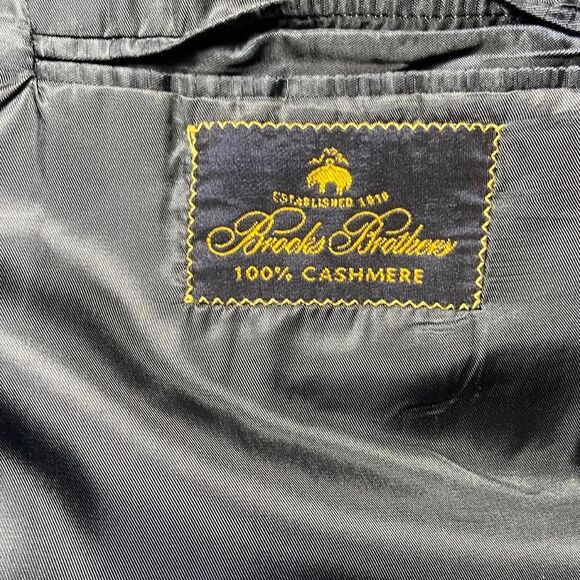 ESTABLISHED 1818
Brooks Brothers
100% CASHMERE